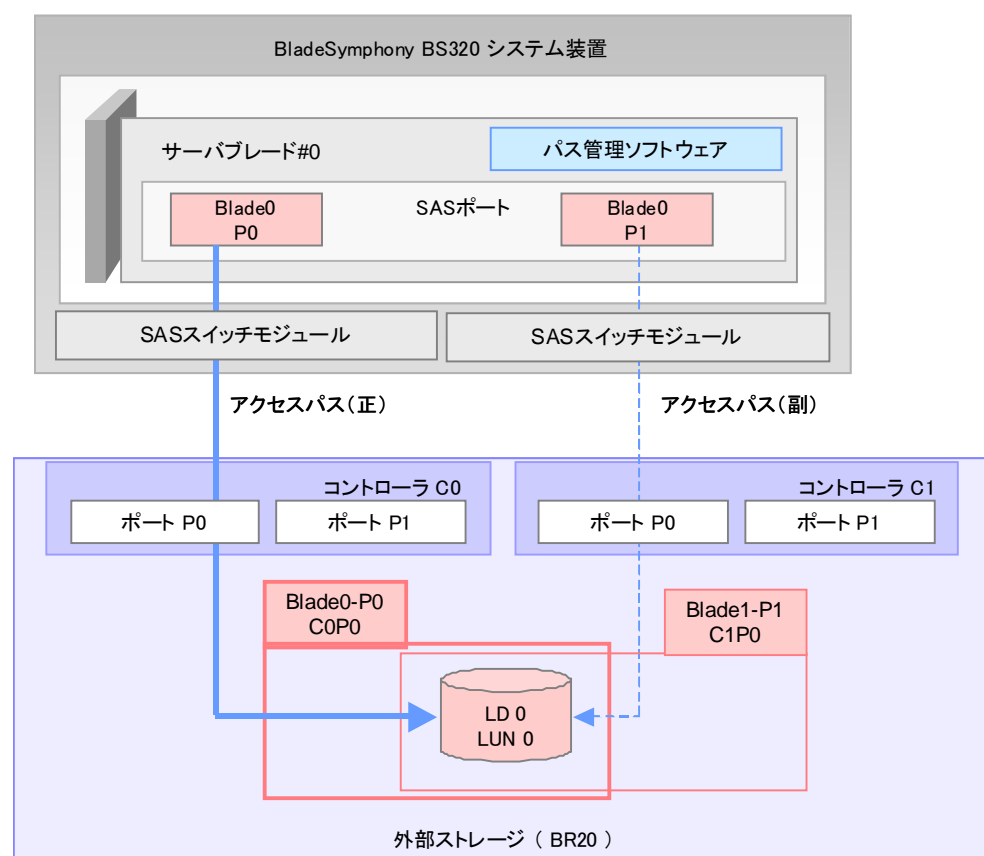 BladeSymphony BS320 システム装置
サーバブレード#0
パス管理ソフトウェア
SASポート
Blade0
P0
Blade0
P1
SASスイッチモジュール
SASスイッチモジュール
アクセスパス(正)
アクセスパス(副)
コントローラ C0
ポート P0
ポート P1
コントローラ C1
ポート P0
ポート P1
Blade0-P0
C0P0
Blade1-P1
C1P0
LD 0
LUN 0
外部ストレージ ( BR20 )